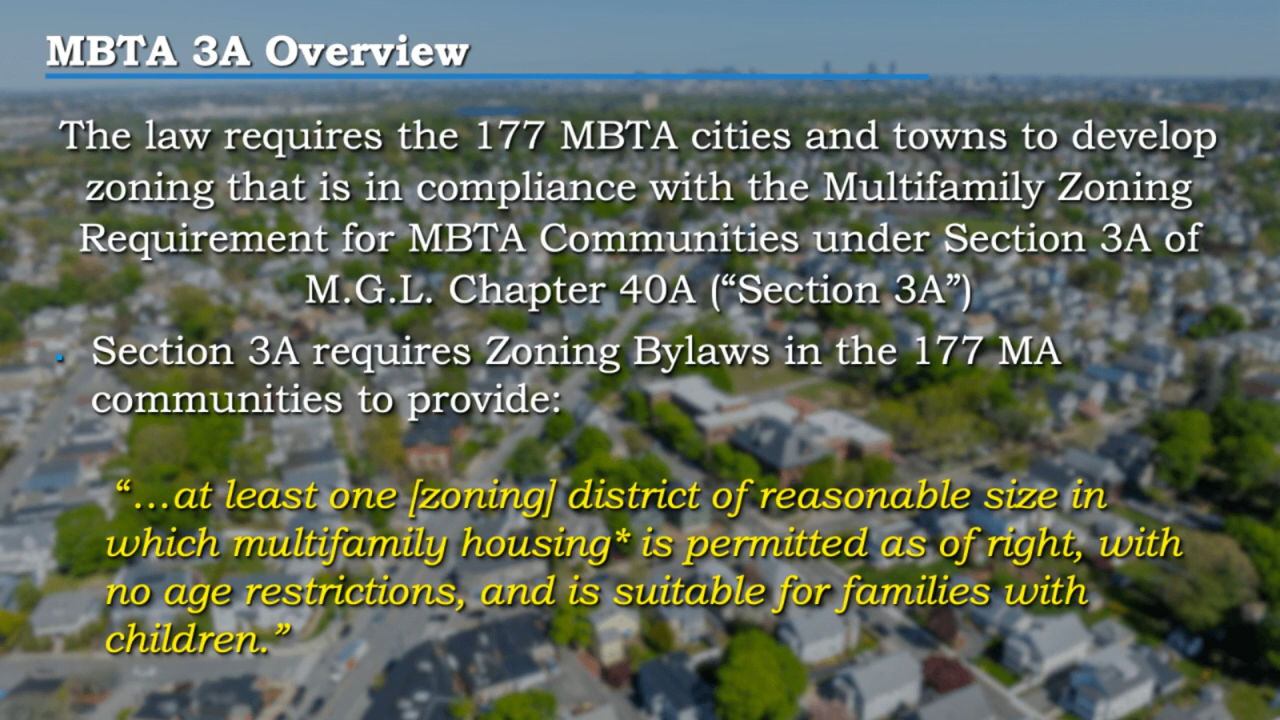 MBTA 3A Overview
The law requires the 177 MBTA cities and towns to develop
zoning that is in compliance with the Multifamily Zoning
Requirement for MBTA Communities under Section 3A of
M.G.L. Chapter 40A (“Section 3A”)
▪ Section 3A requires Zoning Bylaws in the 177 MA
communities to provide:
“…at least one [zoning] district of reasonable size in
which multifamily housing* is permitted as of right, with
no age restrictions, and is suitable for families with
children.”